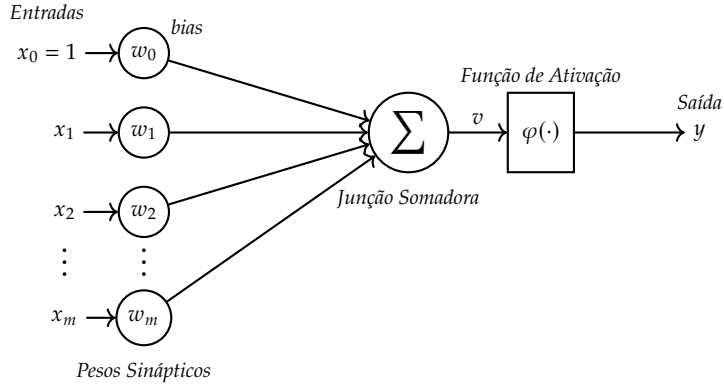 Entradas
bias
x₀ = 1
w₀
Função de Ativação
Saída
x₁
w₁
∑
v
φ(·)
y
Junção Somadora
x₂
w₂
⋮
⋮
xₘ
wₘ
Pesos Sinápticos